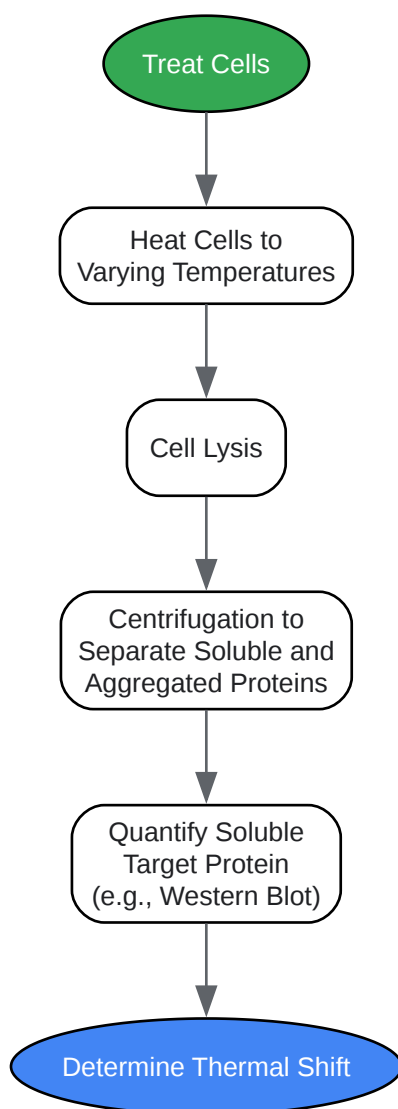 Treat Cells
Heat Cells to
Varying Temperatures
Cell Lysis
Centrifugation to
Separate Soluble and
Aggregated Proteins
Quantify Soluble
Target Protein
(e.g., Western Blot)
Determine Thermal Shift